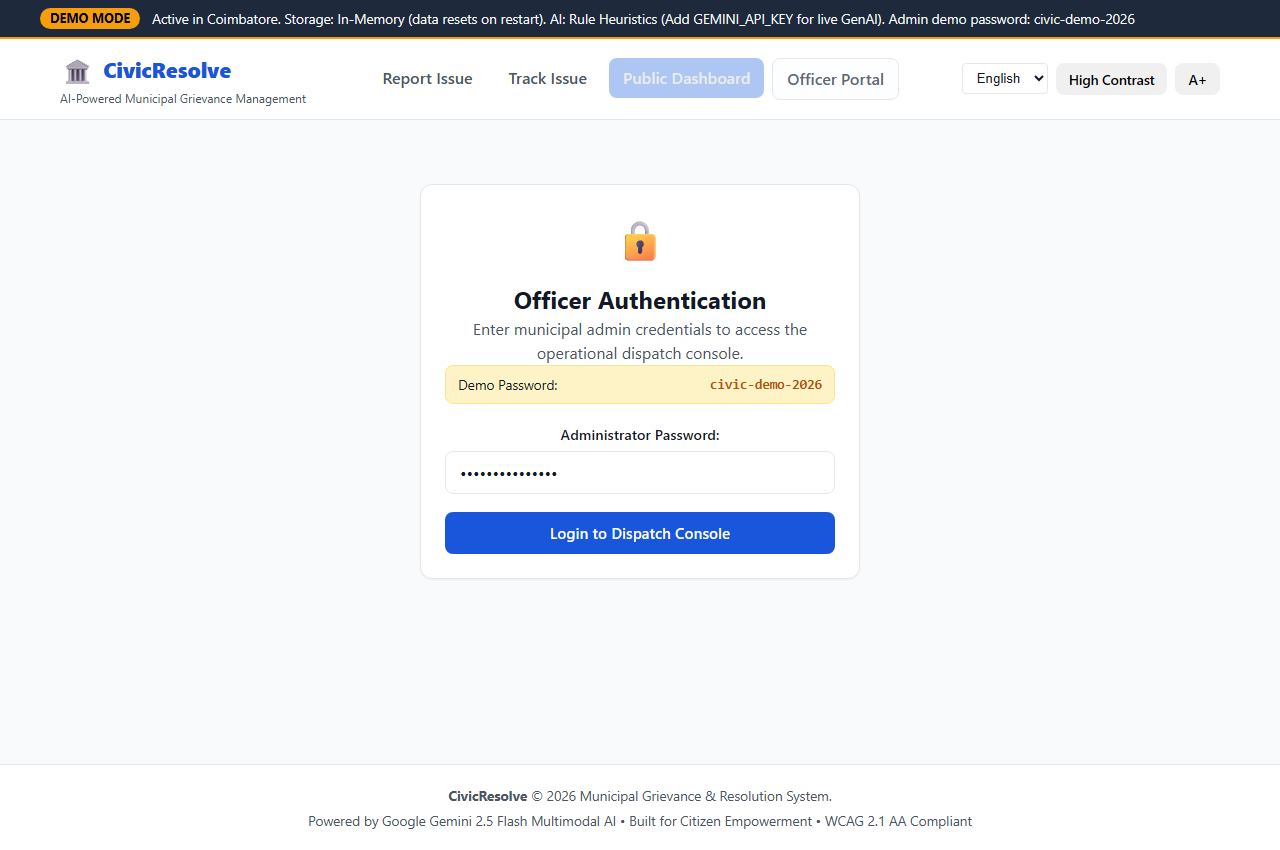 DEMO MODE Active in Coimbatore. Storage: In-Memory (data resets on restart). AI: Rule Heuristics (Add GEMINI_API_KEY for live GenAI). Admin demo password: civic-demo-2026
CivicResolve
AI-Powered Municipal Grievance Management
Report Issue Track Issue Public Dashboard Officer Portal English High Contrast A+
Officer Authentication
Enter municipal admin credentials to access the
operational dispatch console.
Demo Password: civic-demo-2026
Administrator Password:
•••••••••••••••
Login to Dispatch Console
CivicResolve © 2026 Municipal Grievance & Resolution System.
Powered by Google Gemini 2.5 Flash Multimodal AI • Built for Citizen Empowerment • WCAG 2.1 AA Compliant